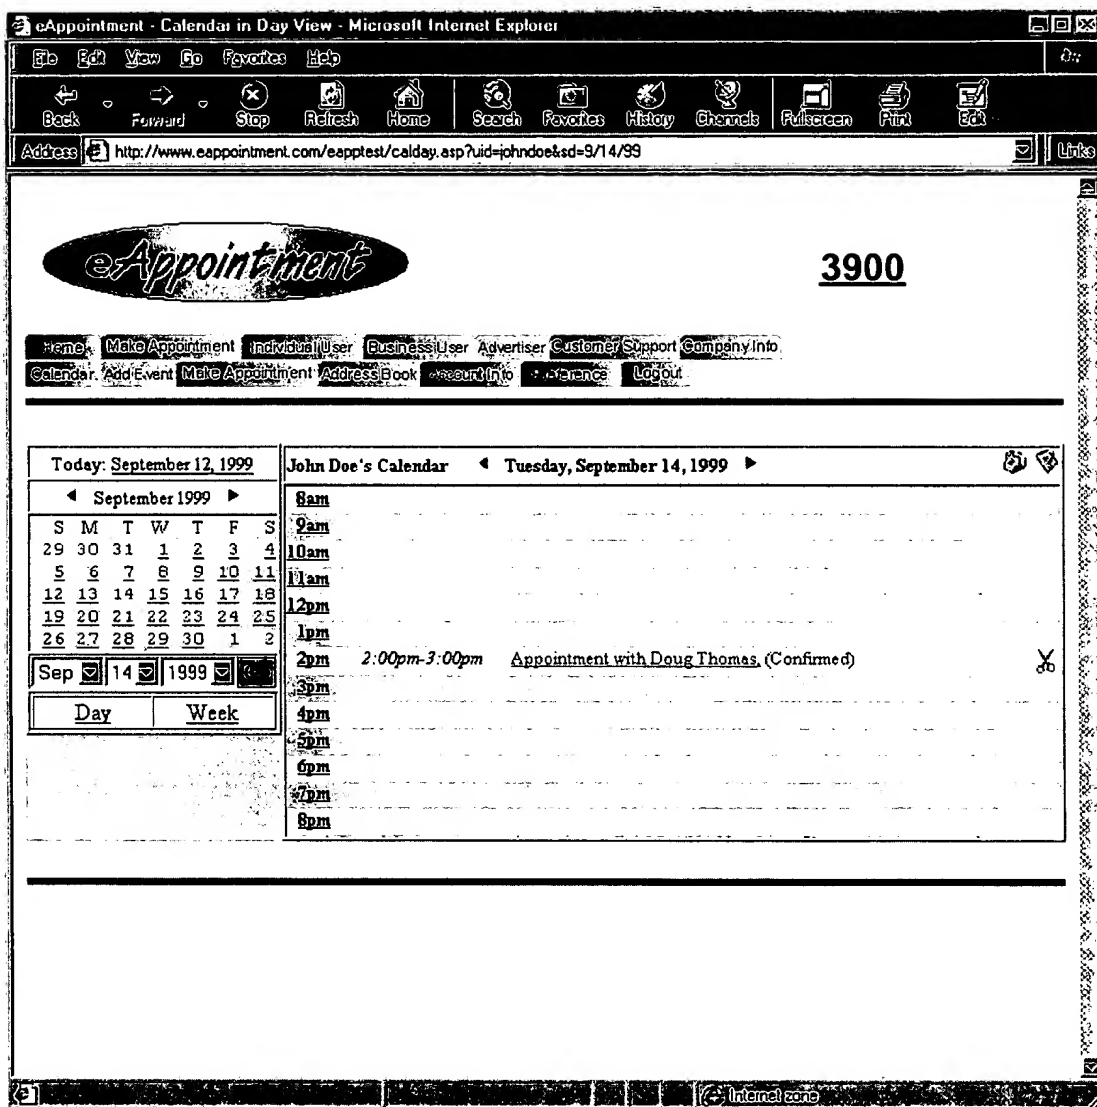 eAppointment - Calendar in Day View - Microsoft Internet Explorer
File Edit View Go Favorites Help
Back Forward Stop Refresh Home Search Favorites History Channels Fullscreen Print Edit
Address http://www.eappointment.com/eapptest/calday.asp?uid=johndoe&sd=9/14/99 Links
eAppointment
3900
Home Make Appointment Individual User Business User Advertiser Customer Support Company Info
Calendar Add Event Make Appointment Address Book Account Info Preference Logout
Today: September 12, 1999
September 1999
S M T W T F S
29 30 31 1 2 3 4
5 6 7 8 9 10 11
12 13 14 15 16 17 18
19 20 21 22 23 24 25
26 27 28 29 30 1 2
Sep 14 1999
Day Week
John Doe's Calendar Tuesday, September 14, 1999
8am
9am
10am
11am
12pm
1pm
2pm 2:00pm-3:00pm Appointment with Doug Thomas. (Confirmed)
3pm
4pm
5pm
6pm
7pm
8pm
Internet zone